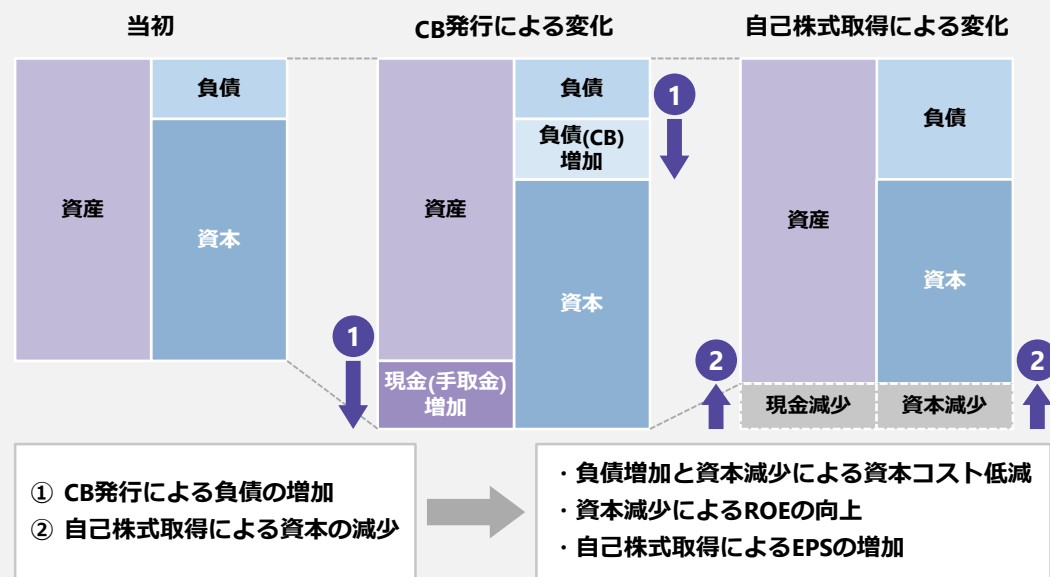 当初
CB発行による変化
自己株式取得による変化
資産
負債
資本
資産
負債
負債(CB)
増加
資本
現金(手取金)
増加
1
1
資産
負債
資本
現金減少
資本減少
2
2
① CB発行による負債の増加
② 自己株式取得による資本の減少
・負債増加と資本減少による資本コスト低減
・資本減少によるROEの向上
・自己株式取得によるEPSの増加